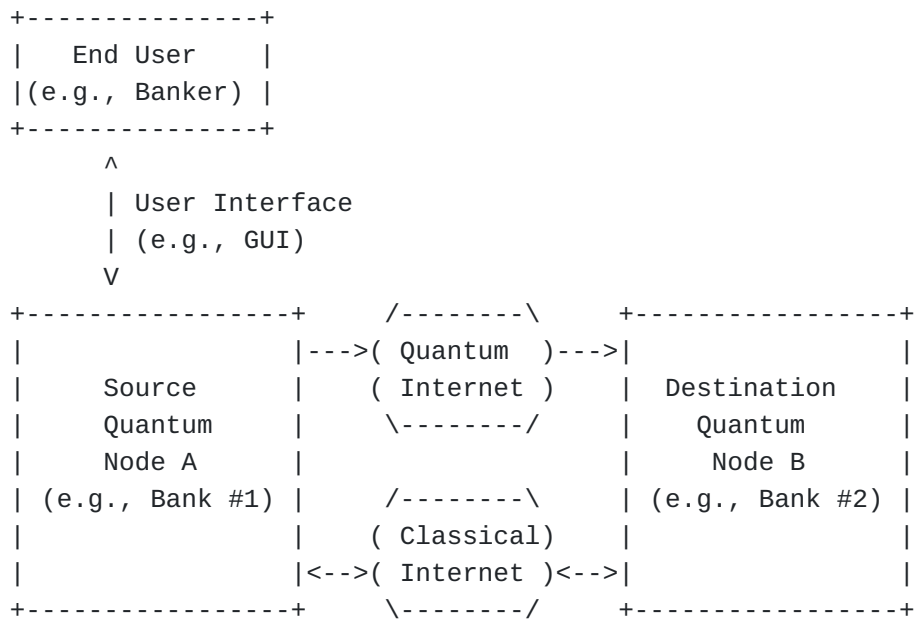 +---------------+
|   End User    |
|(e.g., Banker) |
+---------------+
      ^
      | User Interface
      | (e.g., GUI)
      V
+-----------------+     /--------\     +-----------------+
|                 |--->( Quantum  )--->|                 |
|      Source     |    ( Internet )    |  Destination    |
|      Quantum    |     \--------/     |    Quantum      |
|      Node A     |                    |     Node B      |
| (e.g., Bank #1) |     /--------\     | (e.g., Bank #2) |
|                 |    ( Classical)    |                 |
|                 |<-->( Internet )<-->|                 |
+-----------------+     \--------/     +-----------------+